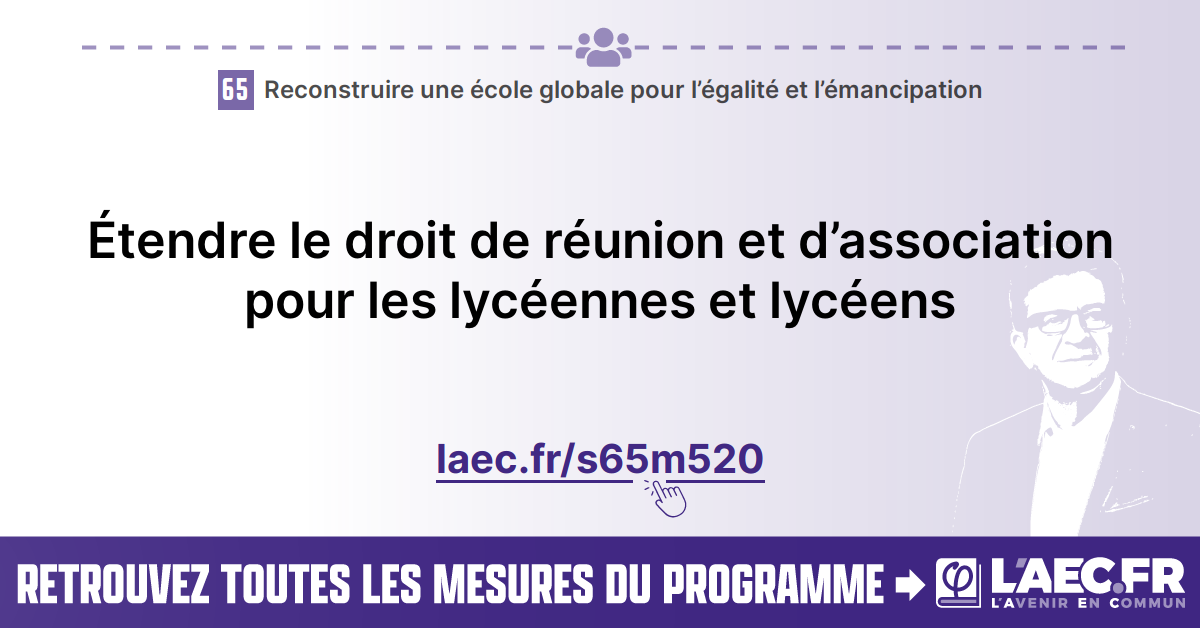 65 Reconstruire une école globale pour l’égalité et l’émancipation
Étendre le droit de réunion et d’association
pour les lycéennes et lycéens
laec.fr/s65m520
RETROUVEZ TOUTES LES MESURES DU PROGRAMME
φ L’AEC.FR
L’AVENIR EN COMMUN